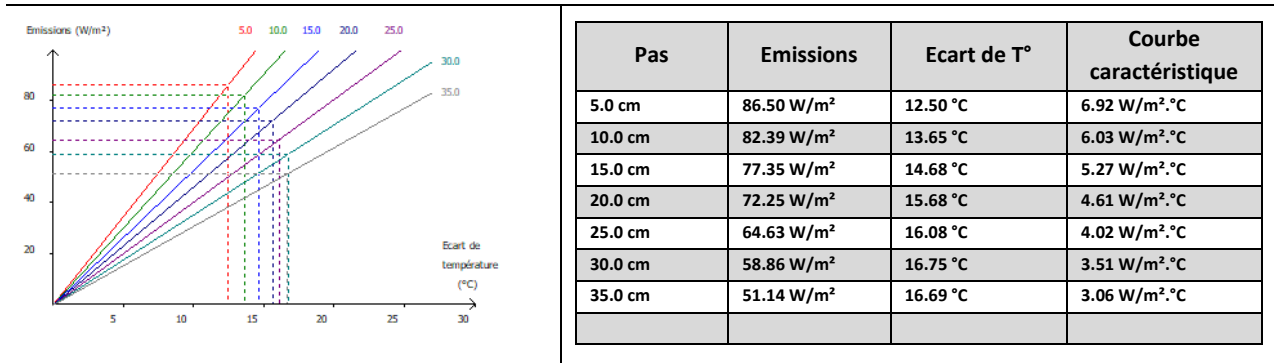 Emissions (W/m²)
5.0 10.0 15.0 20.0 25.0
30.0
35.0
80
60
40
20
Ecart de
température
(°C)
5 10 15 20 25 30
Pas Emissions Ecart de T° Courbe
caractéristique
5.0 cm 86.50 W/m² 12.50 °C 6.92 W/m².°C
10.0 cm 82.39 W/m² 13.65 °C 6.03 W/m².°C
15.0 cm 77.35 W/m² 14.68 °C 5.27 W/m².°C
20.0 cm 72.25 W/m² 15.68 °C 4.61 W/m².°C
25.0 cm 64.63 W/m² 16.08 °C 4.02 W/m².°C
30.0 cm 58.86 W/m² 16.75 °C 3.51 W/m².°C
35.0 cm 51.14 W/m² 16.69 °C 3.06 W/m².°C